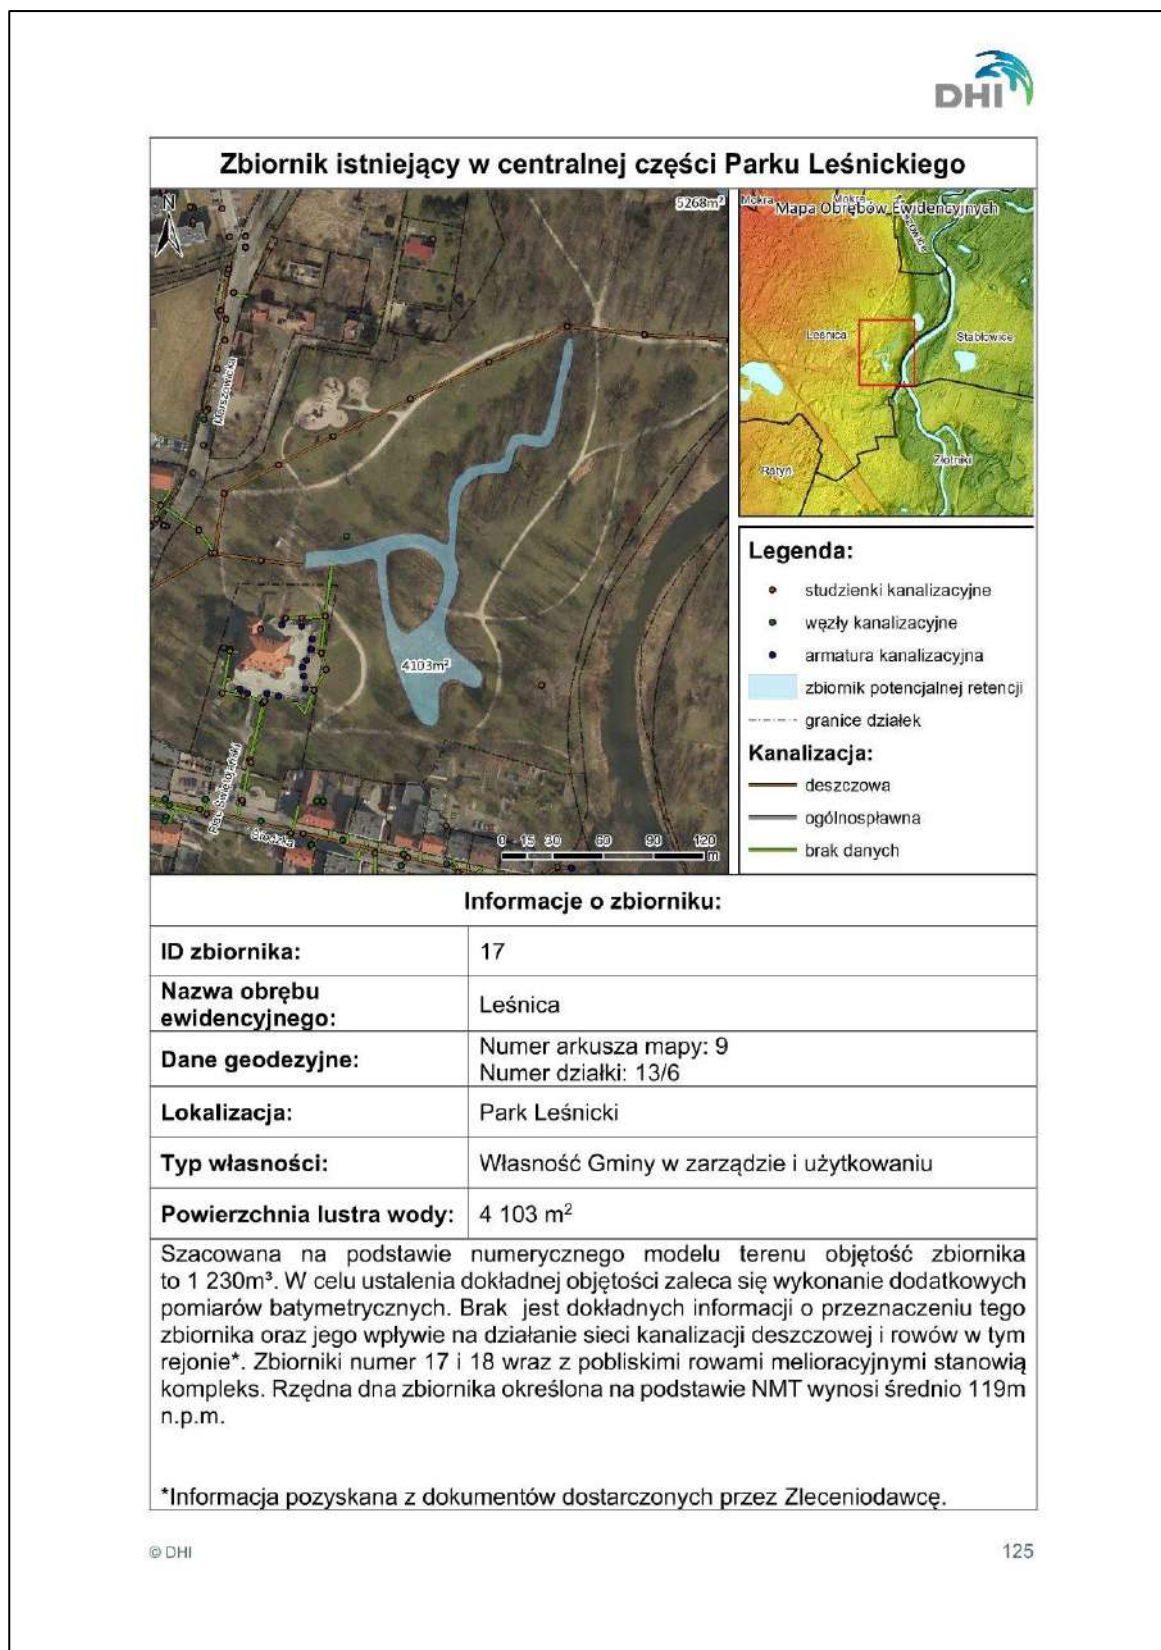 DHI
Zbiornik istniejący w centralnej części Parku Leśnickiego
N
5268m²
Marszowicka
4103m²
Plac Świętojański
Średzka
0 15 30 60 90 120
m
Mokra
Mokra
Mapa Obrębów Ewidencyjnych
Leśnica
Stabłowice
Złotniki
Ratyń
Legenda:
studzienki kanalizacyjne
węzły kanalizacyjne
armatura kanalizacyjna
zbiornik potencjalnej retencji
granice działek
Kanalizacja:
deszczowa
ogólnospławna
brak danych
Informacje o zbiorniku:
ID zbiornika: 17
Nazwa obrębu
ewidencyjnego: Leśnica
Dane geodezyjne: Numer arkusza mapy: 9
Numer działki: 13/6
Lokalizacja: Park Leśnicki
Typ własności: Własność Gminy w zarządzie i użytkowaniu
Powierzchnia lustra wody: 4 103 m²
Szacowana na podstawie numerycznego modelu terenu objętość zbiornika
to 1 230m³. W celu ustalenia dokładnej objętości zaleca się wykonanie dodatkowych
pomiarów batymetrycznych. Brak jest dokładnych informacji o przeznaczeniu tego
zbiornika oraz jego wpływie na działanie sieci kanalizacji deszczowej i rowów w tym
rejonie*. Zbiorniki numer 17 i 18 wraz z pobliskimi rowami melioracyjnymi stanowią
kompleks. Rzędna dna zbiornika określona na podstawie NMT wynosi średnio 119m
n.p.m.
*Informacja pozyskana z dokumentów dostarczonych przez Zleceniodawcę.
© DHI
125